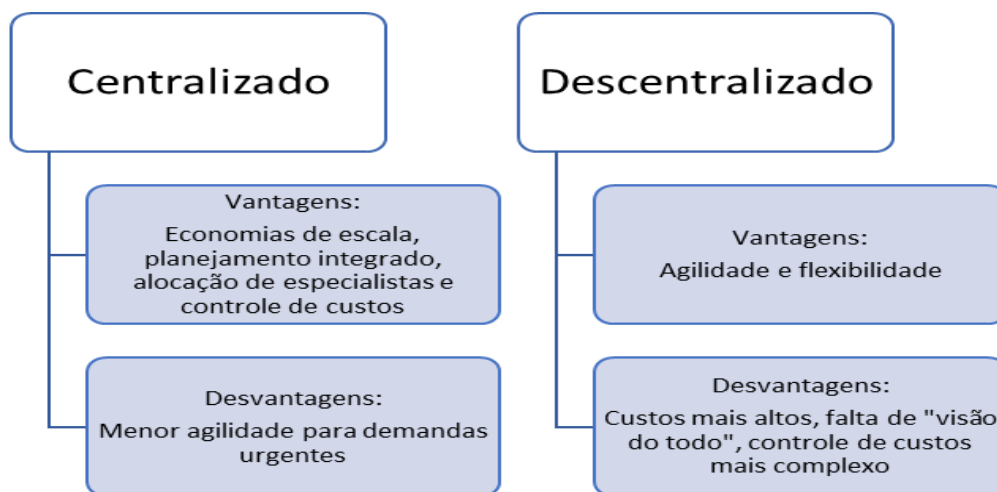 Centralizado
Vantagens:
Economias de escala,
planejamento integrado,
alocação de especialistas e
controle de custos
Desvantagens:
Menor agilidade para demandas
urgentes
Descentralizado
Vantagens:
Agilidade e flexibilidade
Desvantagens:
Custos mais altos, falta de "visão
do todo", controle de custos
mais complexo